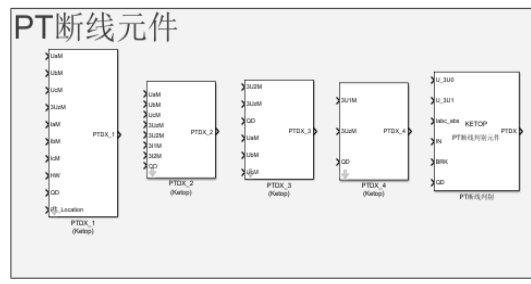 PT断线元件
UaM
UbM
UcM
3UzM
IaM
IbM
IcM
HW
QD
PT_Location
PTDX_1
PTDX_1
(Ketop)
UaM
UbM
UcM
3UzM
3U2M
3I1M
3I2M
QD
PTDX_2
PTDX_2
(Ketop)
3U2M
3UzM
QD
UaM
UbM
UcM
PTDX_3
PTDX_3
(Ketop)
3U1M
3UzM
QD
PTDX_4
PTDX_4
(Ketop)
U_3U0
U_3U1
Iabc_abs
IN
BRK
QD
KETOP
PT断线判别元件
PTDX
PT断线判别